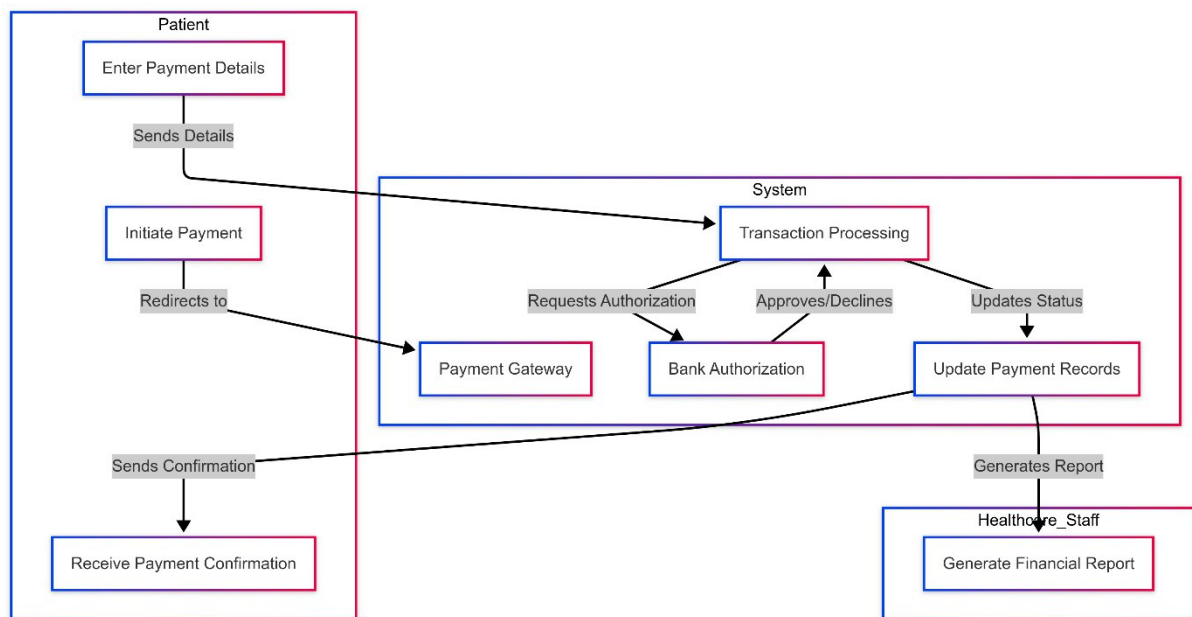 Patient
Enter Payment Details
Sends Details
System
Initiate Payment
Transaction Processing
Redirects to
Requests Authorization
Approves/Declines
Updates Status
Payment Gateway
Bank Authorization
Update Payment Records
Sends Confirmation
Generates Report
Healthcare_Staff
Receive Payment Confirmation
Generate Financial Report